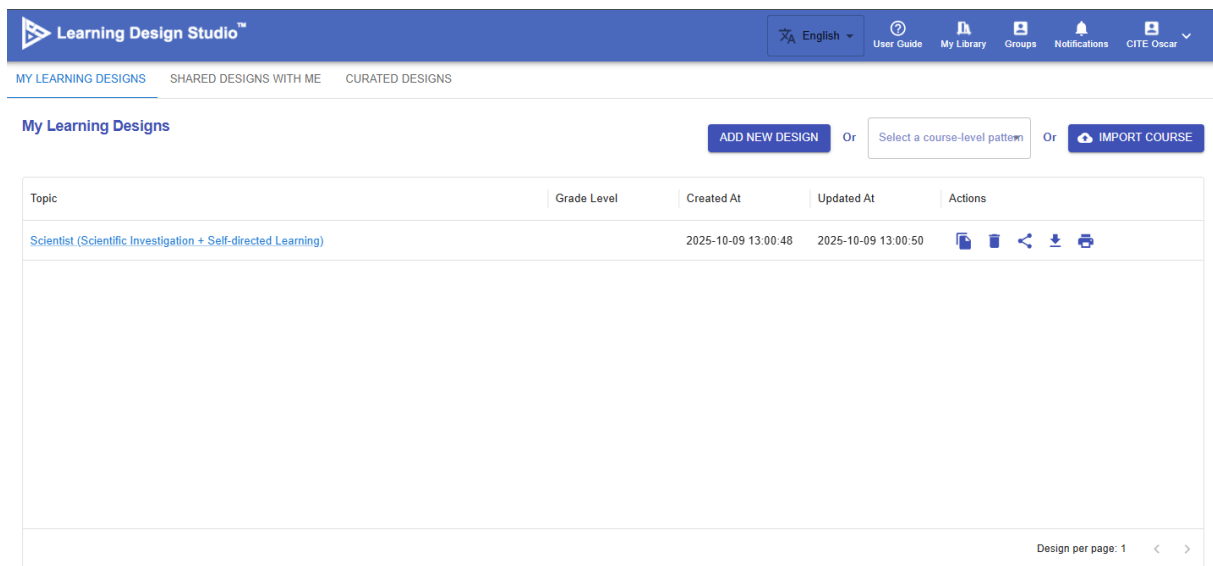 Learning Design Studio™
English
User Guide
My Library
Groups
Notifications
CITE Oscar
MY LEARNING DESIGNS
SHARED DESIGNS WITH ME
CURATED DESIGNS
My Learning Designs
ADD NEW DESIGN
Or
Select a course-level pattern
Or
IMPORT COURSE
Topic
Grade Level
Created At
Updated At
Actions
Scientist (Scientific Investigation + Self-directed Learning)
2025-10-09 13:00:48
2025-10-09 13:00:50
Design per page: 1